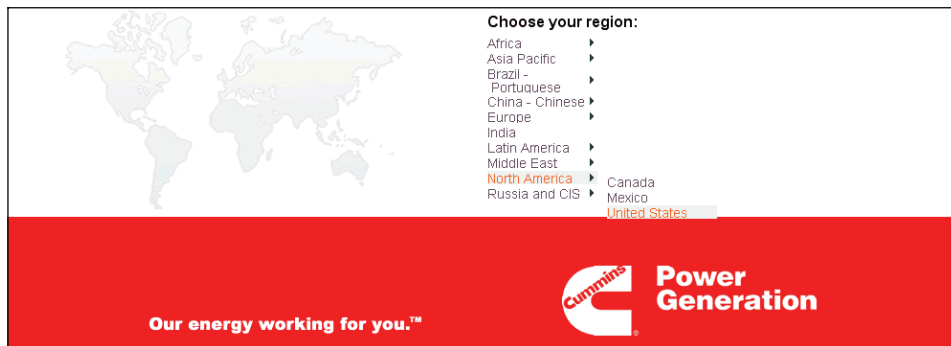 Choose your region:
Africa
Asia Pacific
Brazil -
Portuguese
China - Chinese
Europe
India
Latin America
Middle East
North America
Russia and CIS
Canada
Mexico
United States
Our energy working for you.™
Cummins
Power
Generation
®